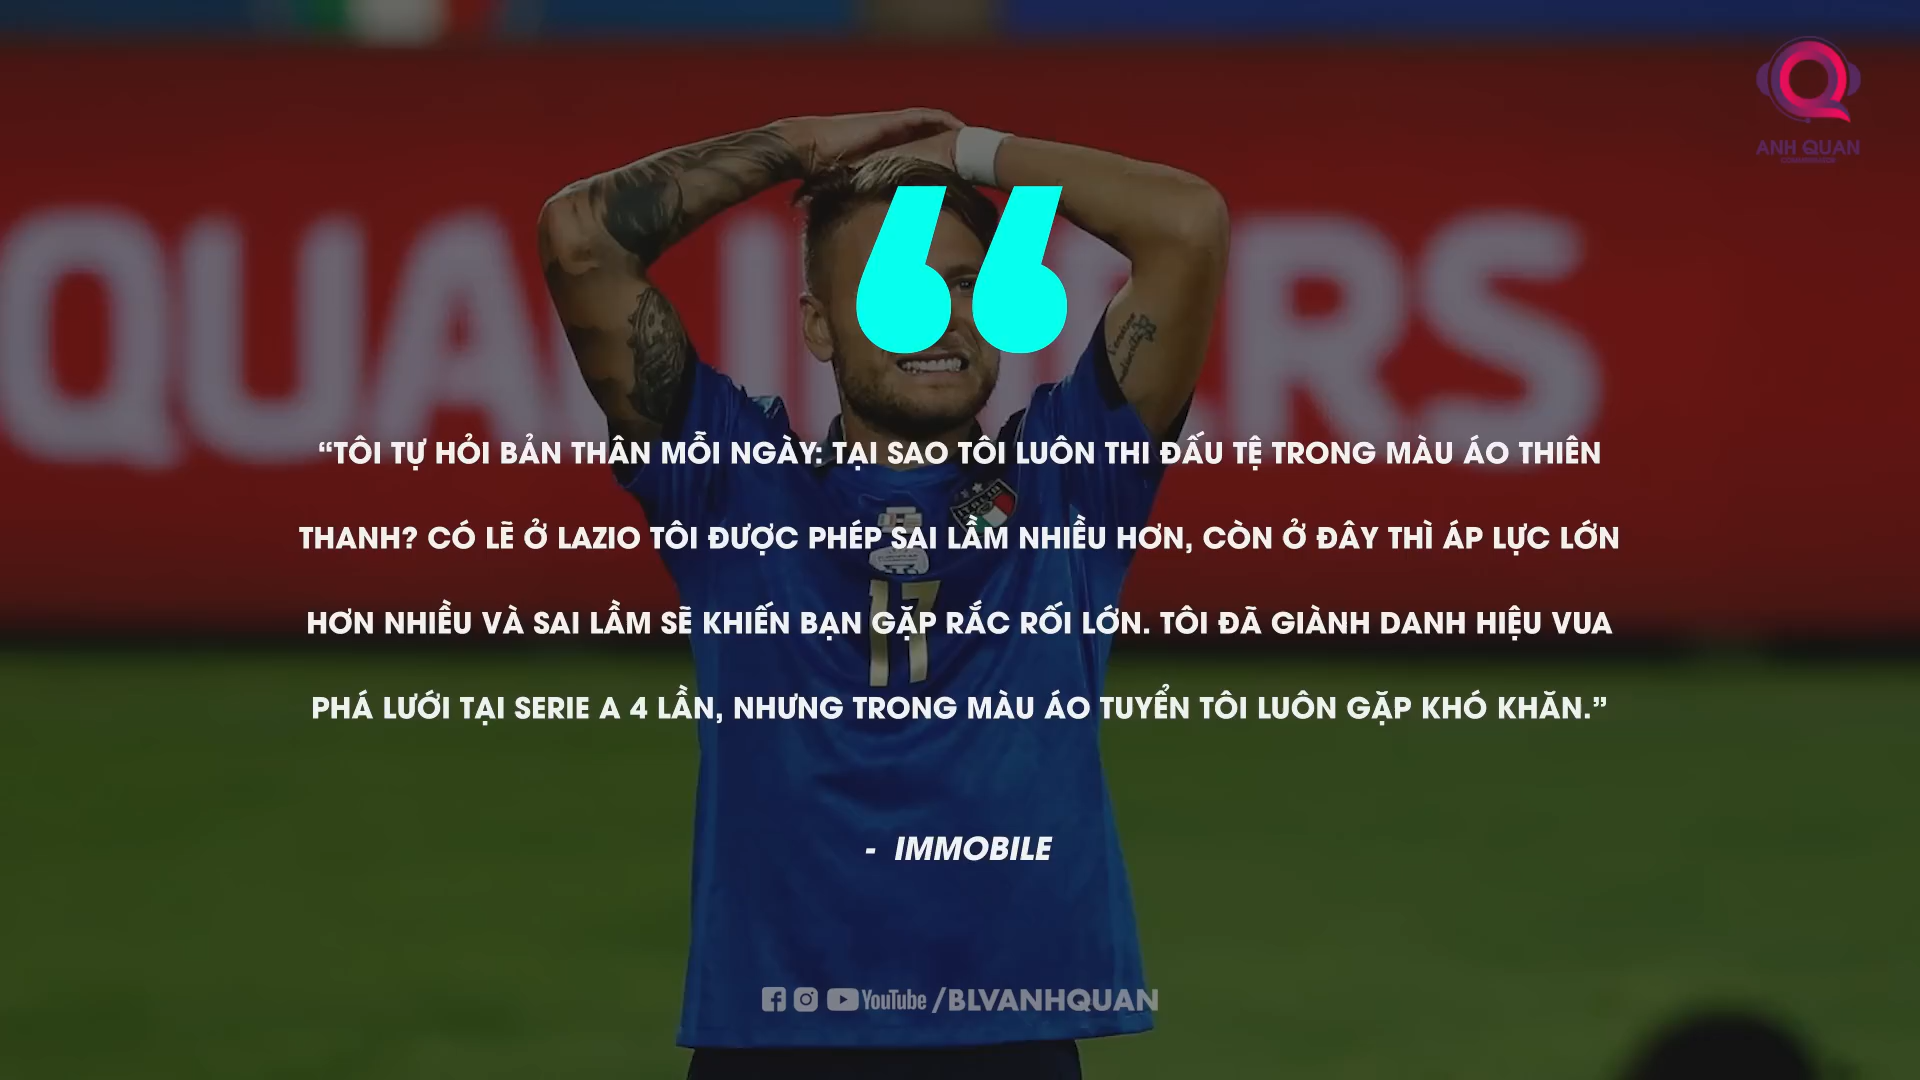 ANH QUAN
QUALIFIERS
“TÔI TỰ HỎI BẢN THÂN MỖI NGÀY: TẠI SAO TÔI LUÔN THI ĐẤU TỆ TRONG MÀU ÁO THIÊN
THANH? CÓ LẼ Ở LAZIO TÔI ĐƯỢC PHÉP SAI LẦM NHIỀU HƠN, CÒN Ở ĐÂY THÌ ÁP LỰC LỚN
HƠN NHIỀU VÀ SAI LẦM SẼ KHIẾN BẠN GẶP RẮC RỐI LỚN. TÔI ĐÃ GIÀNH DANH HIỆU VUA
PHÁ LƯỚI TẠI SERIE A 4 LẦN, NHƯNG TRONG MÀU ÁO TUYỂN TÔI LUÔN GẶP KHÓ KHĂN.”
ITALIA
17
- IMMOBILE
YouTube /BLVANHQUAN